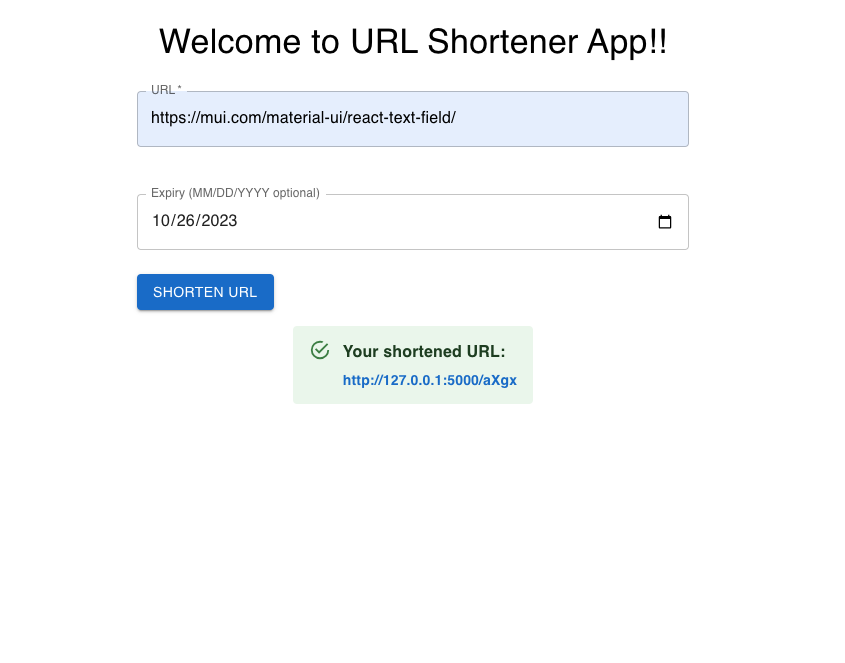 Welcome to URL Shortener App!!
URL *
https://mui.com/material-ui/react-text-field/
Expiry (MM/DD/YYYY optional)
10/26/2023
SHORTEN URL
Your shortened URL:
http://127.0.0.1:5000/aXgx